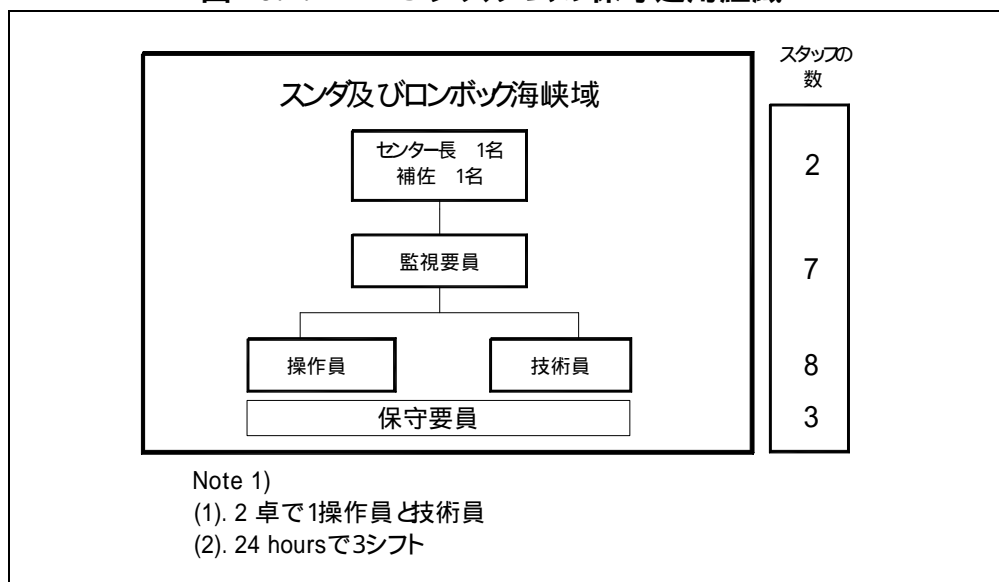 スタッフの
数
スンダ及びロンボック海峡域
センター長 1名
補佐 1名
2
監視要員
7
操作員
技術員
8
保守要員
3
Note 1)
(1). 2 卓で1操作員と技術員
(2). 24 hoursで3シフト